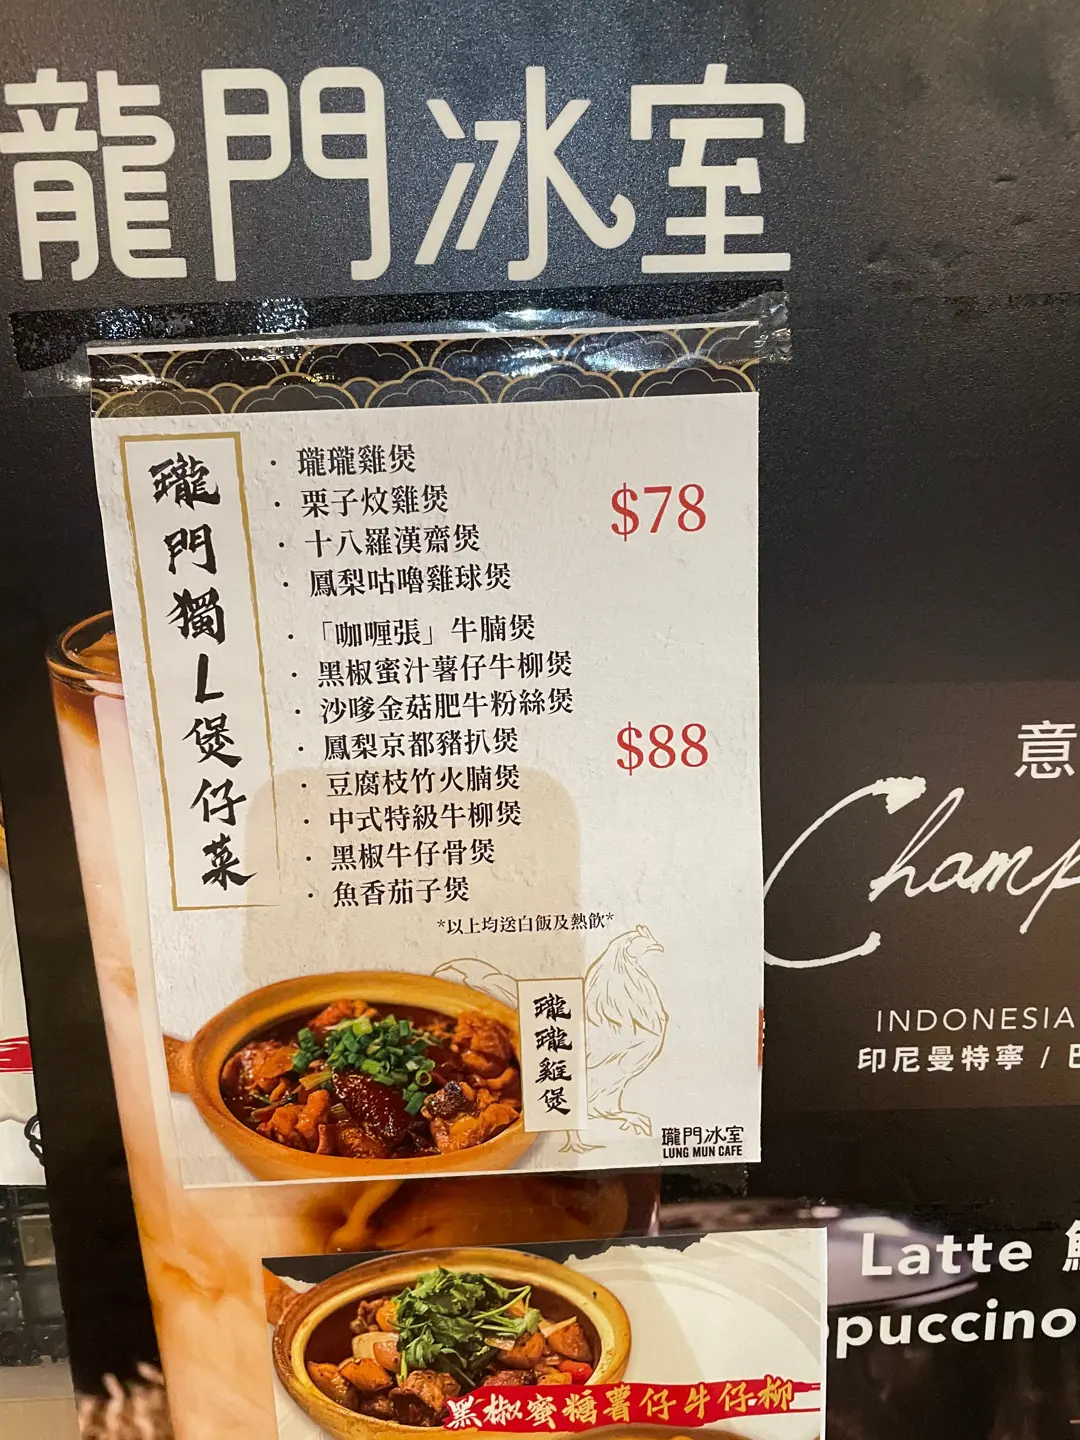 龍門冰室
瓏門獨L煲仔菜
· 瓏瓏雞煲
· 栗子炆雞煲
· 十八羅漢齋煲
· 鳳梨咕嚕雞球煲
$78
· 「咖喱張」牛腩煲
· 黑椒蜜汁薯仔牛柳煲
· 沙嗲金菇肥牛粉絲煲
· 鳳梨京都豬扒煲
· 豆腐枝竹火腩煲
· 中式特級牛柳煲
· 黑椒牛仔骨煲
· 魚香茄子煲
$88
*以上均送白飯及熱飲*
瓏瓏雞煲
瓏門冰室
LUNG MUN CAFE
黑椒蜜糖薯仔牛仔柳
意
Champ
INDONESIA
印尼曼特寧 /
Latte
puccino